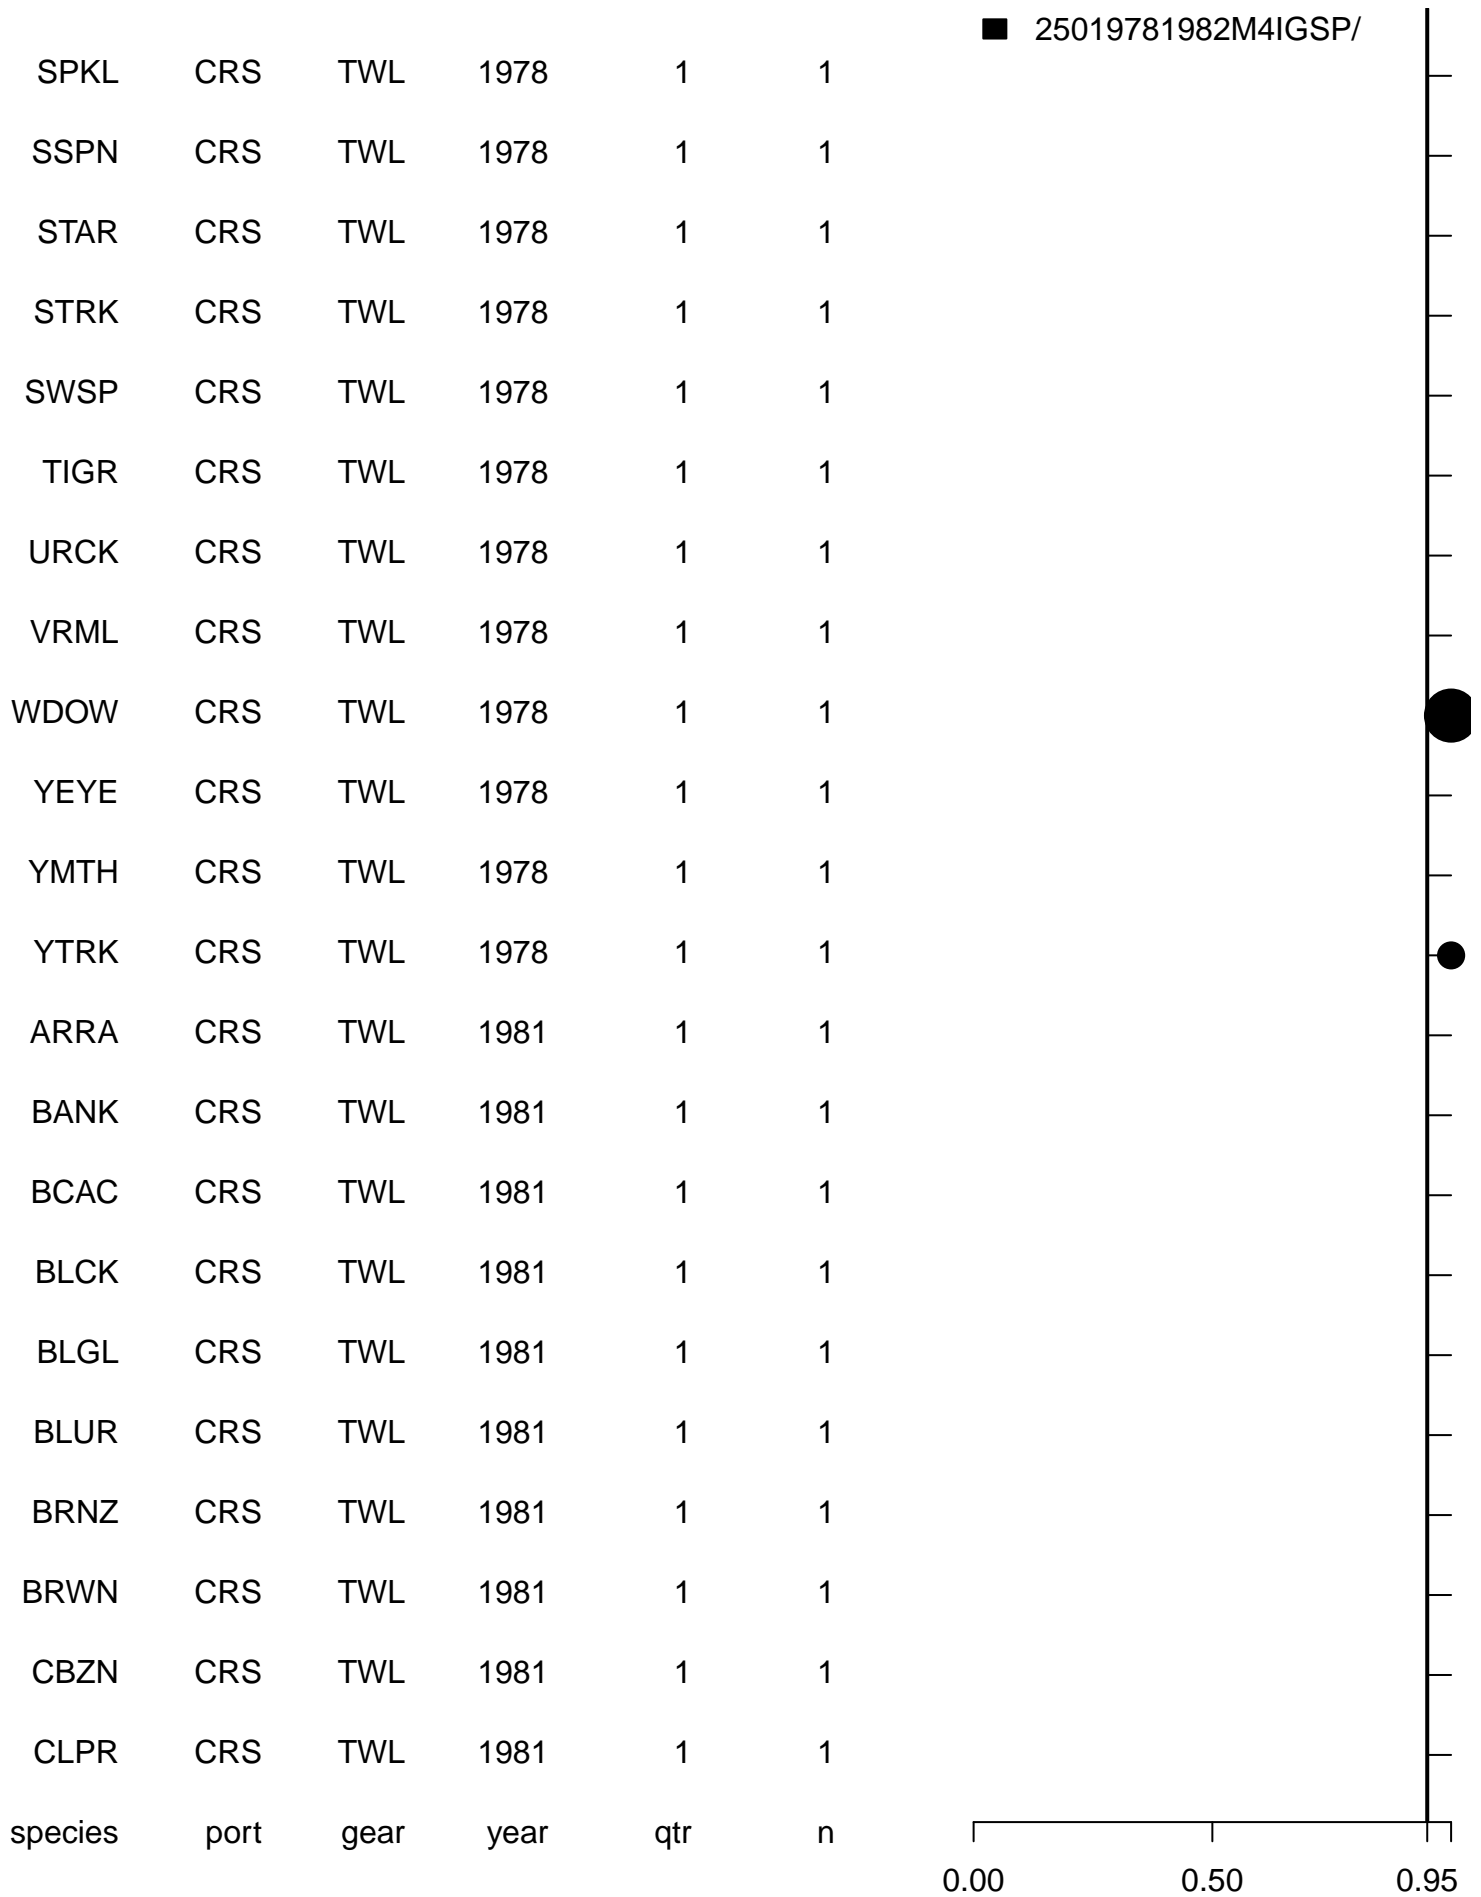 25019781982M4IGSP/
SPKL CRS TWL 1978 1 1
SSPN CRS TWL 1978 1 1
STAR CRS TWL 1978 1 1
STRK CRS TWL 1978 1 1
SWSP CRS TWL 1978 1 1
TIGR CRS TWL 1978 1 1
URCK CRS TWL 1978 1 1
VRML CRS TWL 1978 1 1
WDOW CRS TWL 1978 1 1
YEYE CRS TWL 1978 1 1
YMTH CRS TWL 1978 1 1
YTRK CRS TWL 1978 1 1
ARRA CRS TWL 1981 1 1
BANK CRS TWL 1981 1 1
BCAC CRS TWL 1981 1 1
BLCK CRS TWL 1981 1 1
BLGL CRS TWL 1981 1 1
BLUR CRS TWL 1981 1 1
BRNZ CRS TWL 1981 1 1
BRWN CRS TWL 1981 1 1
CBZN CRS TWL 1981 1 1
CLPR CRS TWL 1981 1 1
species port gear year qtr n
0.00 0.50 0.95